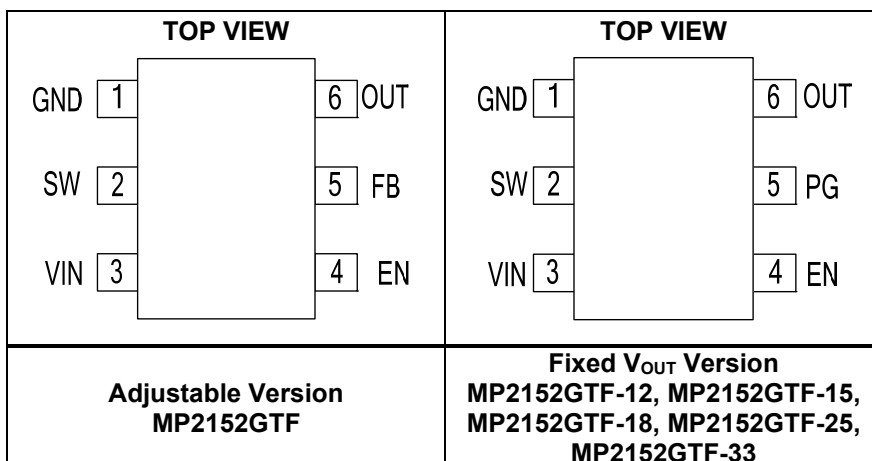 TOP VIEW
GND 1 6 OUT
SW 2 5 FB
VIN 3 4 EN
Adjustable Version
MP2152GTF
TOP VIEW
GND 1 6 OUT
SW 2 5 PG
VIN 3 4 EN
Fixed VOUT Version
MP2152GTF-12, MP2152GTF-15,
MP2152GTF-18, MP2152GTF-25,
MP2152GTF-33